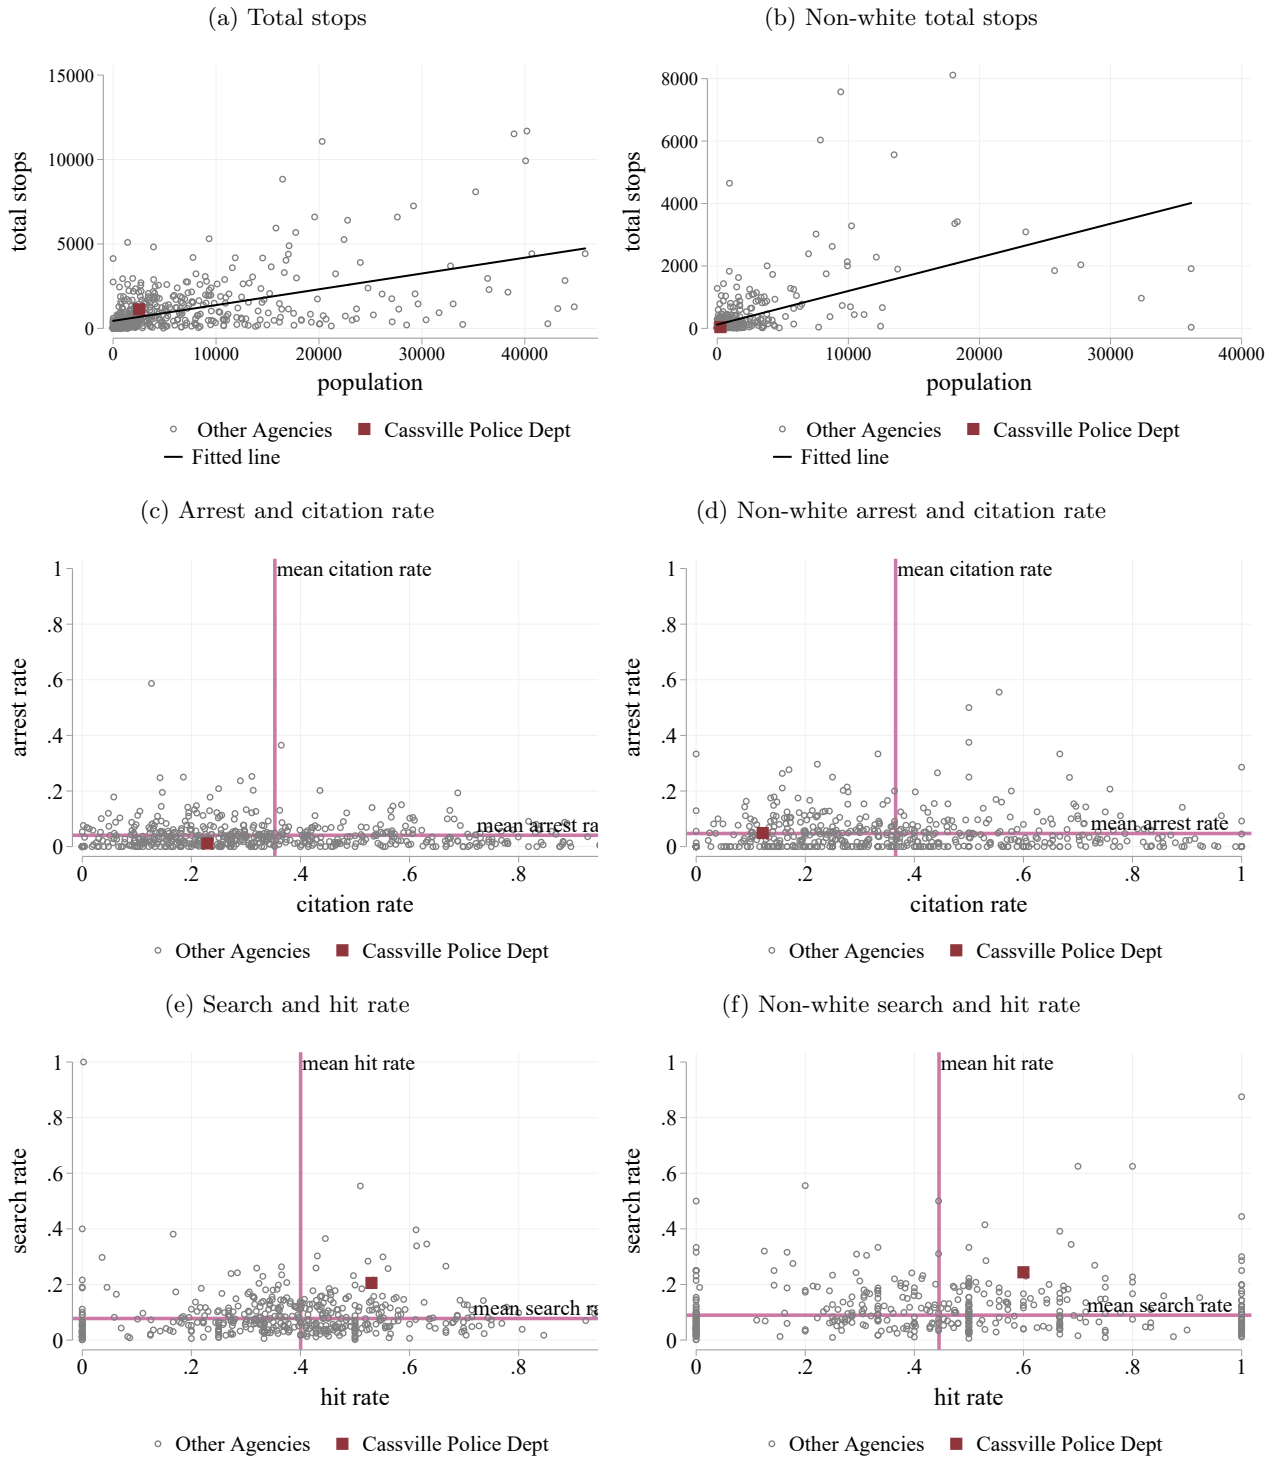 (a) Total stops
15000
10000
5000
0
total stops
0 10000 20000 30000 40000
population
Other Agencies Cassville Police Dept
Fitted line
(b) Non-white total stops
8000
6000
4000
2000
0
total stops
0 10000 20000 30000 40000
population
Other Agencies Cassville Police Dept
Fitted line
(c) Arrest and citation rate
1
.8
.6
.4
.2
0
arrest rate
mean citation rate
mean arrest ra
0 .2 .4 .6 .8
citation rate
Other Agencies Cassville Police Dept
(d) Non-white arrest and citation rate
1
.8
.6
.4
.2
0
arrest rate
mean citation rate
mean arrest rate
0 .2 .4 .6 .8 1
citation rate
Other Agencies Cassville Police Dept
(e) Search and hit rate
1
.8
.6
.4
.2
0
search rate
mean hit rate
mean search ra
0 .2 .4 .6 .8
hit rate
Other Agencies Cassville Police Dept
(f) Non-white search and hit rate
1
.8
.6
.4
.2
0
search rate
mean hit rate
mean search rate
0 .2 .4 .6 .8 1
hit rate
Other Agencies Cassville Police Dept